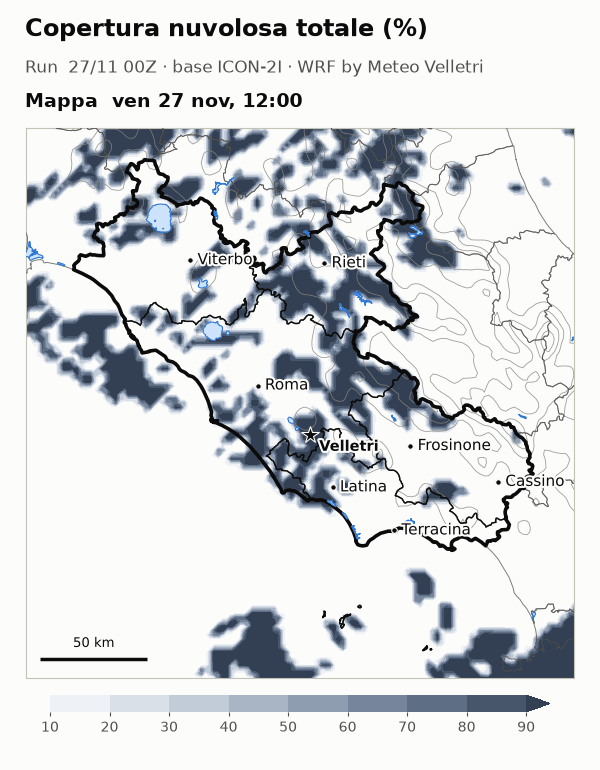 Copertura nuvolosa totale (%)
Run  27/11 00Z · base ICON-2I · WRF by Meteo Velletri
Mappa  ven 27 nov, 12:00
Viterbo
Rieti
Roma
Velletri
Frosinone
Cassino
Latina
Terracina
50 km
10 20 30 40 50 60 70 80 90